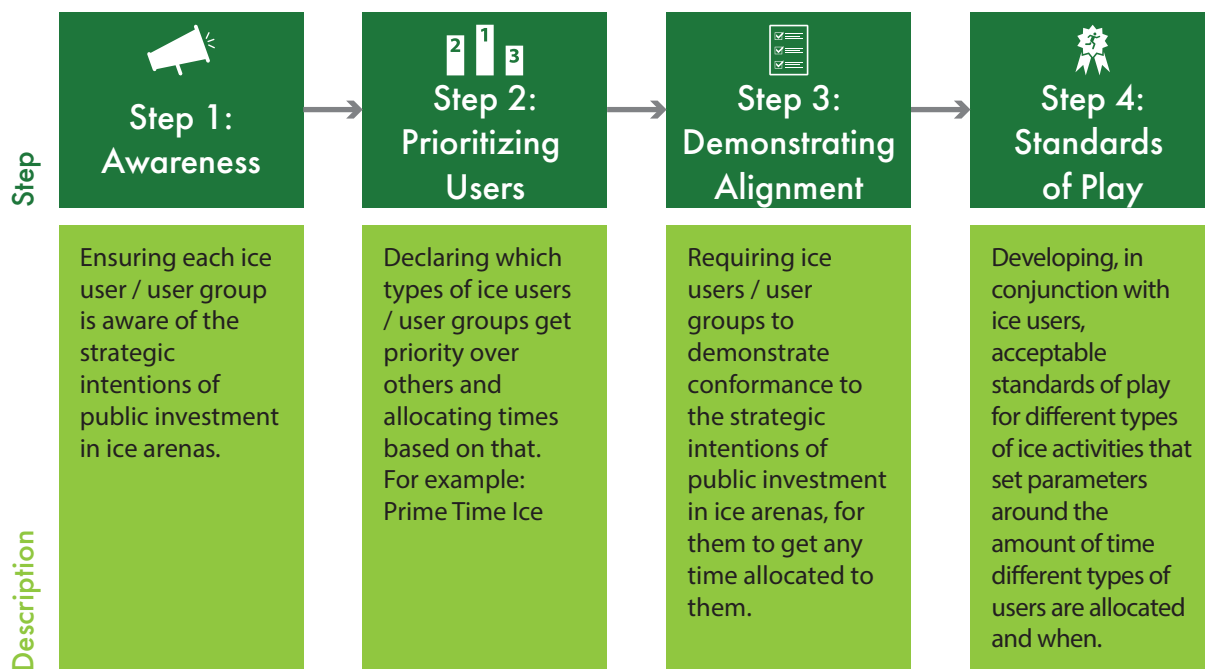 Step
2
1
3
Step 1:
Awareness
Step 2:
Prioritizing
Users
Step 3:
Demonstrating
Alignment
Step 4:
Standards
of Play
Description
Ensuring each ice
user / user group
is aware of the
strategic
intentions of
public investment
in ice arenas.
Declaring which
types of ice users
/ user groups get
priority over
others and
allocating times
based on that.
For example:
Prime Time Ice
Requiring ice
users / user
groups to
demonstrate
conformance to
the strategic
intentions of
public investment
in ice arenas, for
them to get any
time allocated to
them.
Developing, in
conjunction with
ice users,
acceptable
standards of play
for different types
of ice activities that
set parameters
around the
amount of time
different types of
users are allocated
and when.